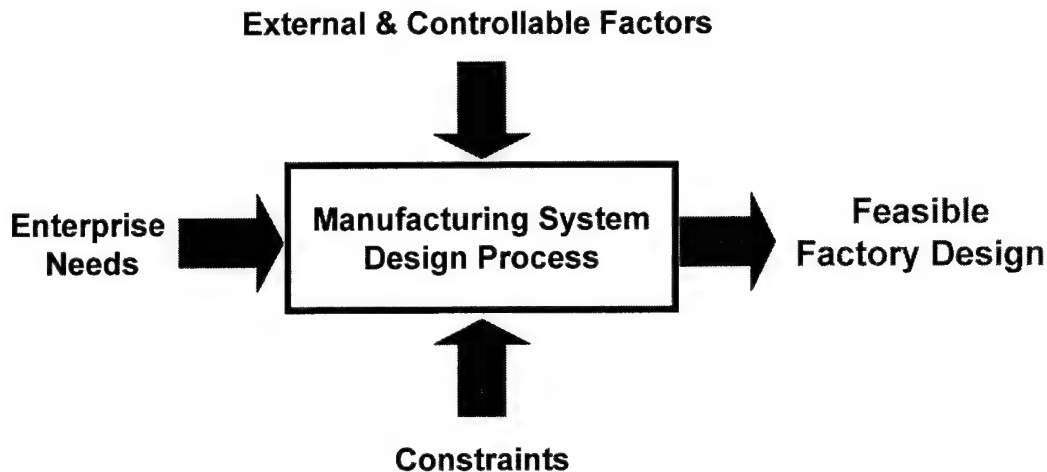 External & Controllable Factors
Enterprise
Needs
Manufacturing System
Design Process
Feasible
Factory Design
Constraints